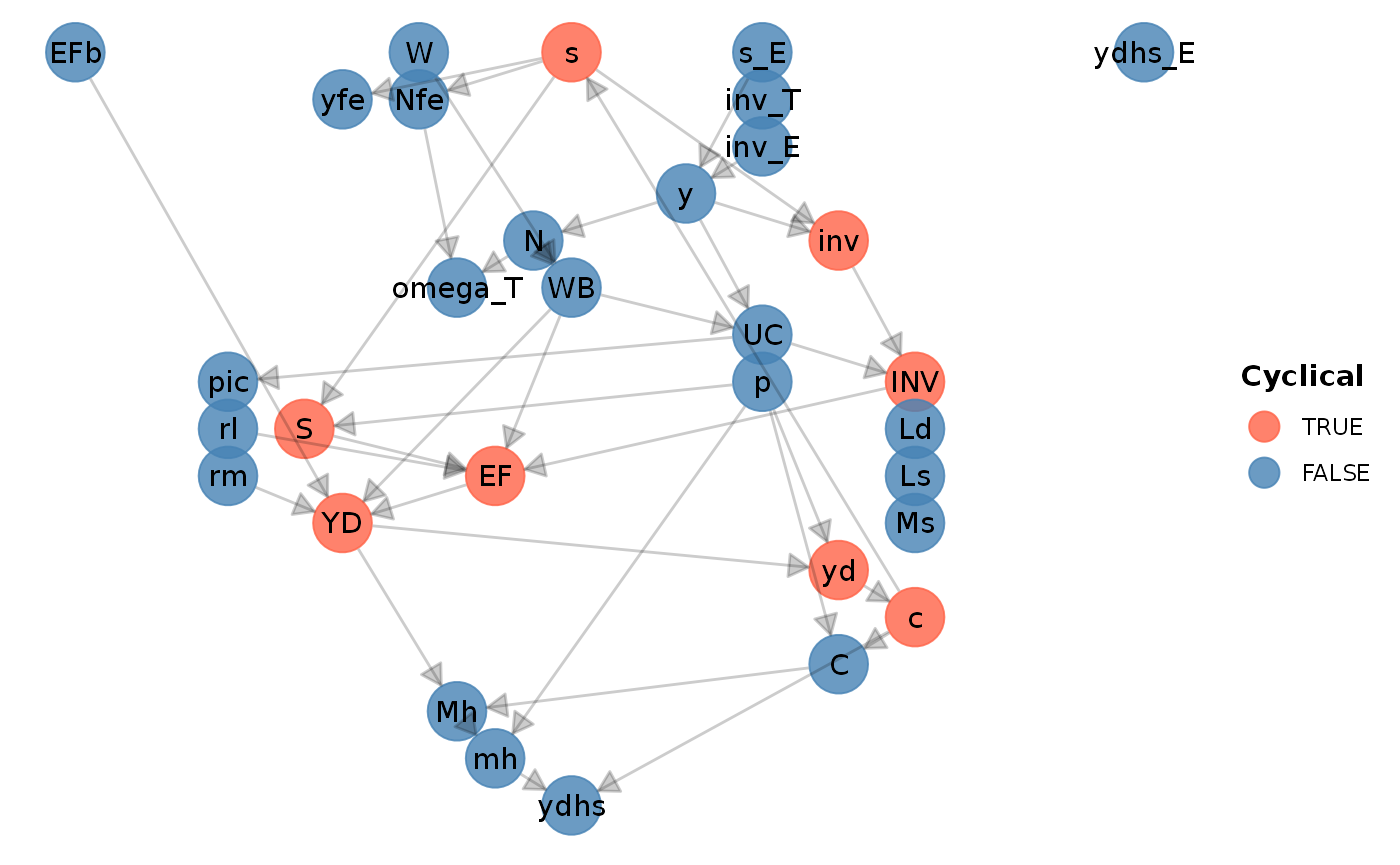 EFb
W
s
s_E
ydhs_E
yfe
Nfe
inv_T
inv_E
y
N
inv
omega_T
WB
UC
pic
p
INV
rl
S
Ld
rm
EF
Ls
YD
Ms
yd
c
C
Mh
mh
ydhs
Cyclical
TRUE
FALSE